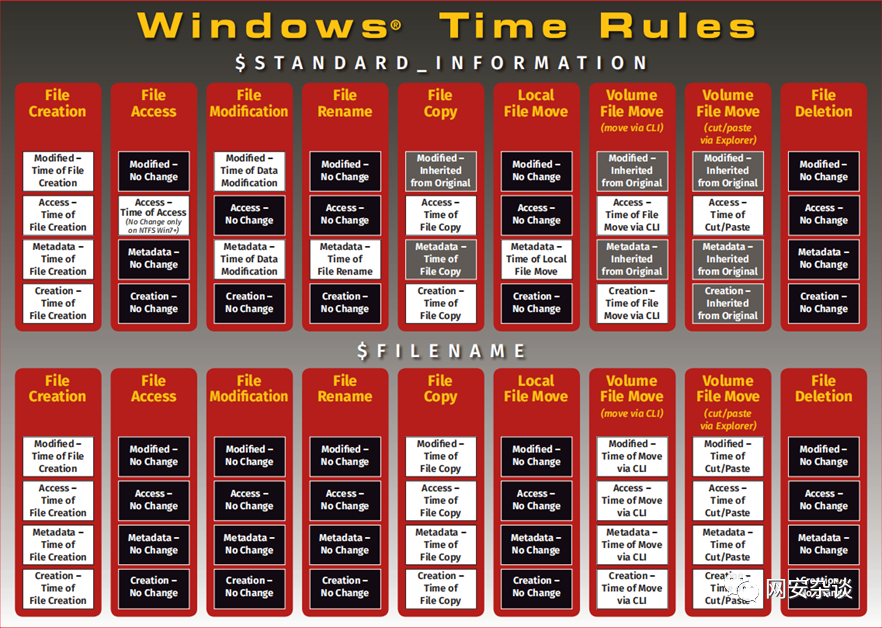 Windows® Time Rules
$STANDARD_INFORMATION
File
Creation
Modified –
Time of File
Creation
Access –
Time of
File Creation
Metadata –
Time of
File Creation
Creation –
Time of
File Creation
File
Access
Modified –
No Change
Access –
Time of Access
(No Change only
on NTFS Win7+)
Metadata –
No Change
Creation –
No Change
File
Modification
Modified –
Time of Data
Modification
Access –
No Change
Metadata –
Time of Data
Modification
Creation –
No Change
File
Rename
Modified –
No Change
Access –
No Change
Metadata –
Time of
File Rename
Creation –
No Change
File
Copy
Modified –
Inherited
from Original
Access –
Time of
File Copy
Metadata –
Time of
File Copy
Creation –
Time of
File Copy
Local
File Move
Modified –
No Change
Access –
No Change
Metadata –
Time of Local
File Move
Creation –
No Change
Volume
File Move
(move via CLI)
Modified –
Inherited
from Original
Access –
Time of File
Move via CLI
Metadata –
Inherited
from Original
Creation –
Time of File
Move via CLI
Volume
File Move
(cut/paste
via Explorer)
Modified –
Inherited
from Original
Access –
Time of
Cut/Paste
Metadata –
Inherited
from Original
Creation –
Inherited
from Original
File
Deletion
Modified –
No Change
Access –
No Change
Metadata –
No Change
Creation –
No Change
$FILENAME
File
Creation
Modified –
Time of File
Creation
Access –
Time of
File Creation
Metadata –
Time of
File Creation
Creation –
Time of
File Creation
File
Access
Modified –
No Change
Access –
No Change
Metadata –
No Change
Creation –
No Change
File
Modification
Modified –
No Change
Access –
No Change
Metadata –
No Change
Creation –
No Change
File
Rename
Modified –
No Change
Access –
No Change
Metadata –
No Change
Creation –
No Change
File
Copy
Modified –
Time of
File Copy
Access –
Time of
File Copy
Metadata –
Time of
File Copy
Creation –
Time of
File Copy
Local
File Move
Modified –
No Change
Access –
No Change
Metadata –
No Change
Creation –
No Change
Volume
File Move
(move via CLI)
Modified –
Time of Move
via CLI
Access –
Time of Move
via CLI
Metadata –
Time of Move
via CLI
Creation –
Time of Move
via CLI
Volume
File Move
(cut/paste
via Explorer)
Modified –
Time of
Cut/Paste
Access –
Time of
Cut/Paste
Metadata –
Time of
Cut/Paste
Creation –
Time of
Cut/Paste
File
Deletion
Modified –
No Change
Access –
No Change
Metadata –
No Change
Creation –
No Change
网安杂谈